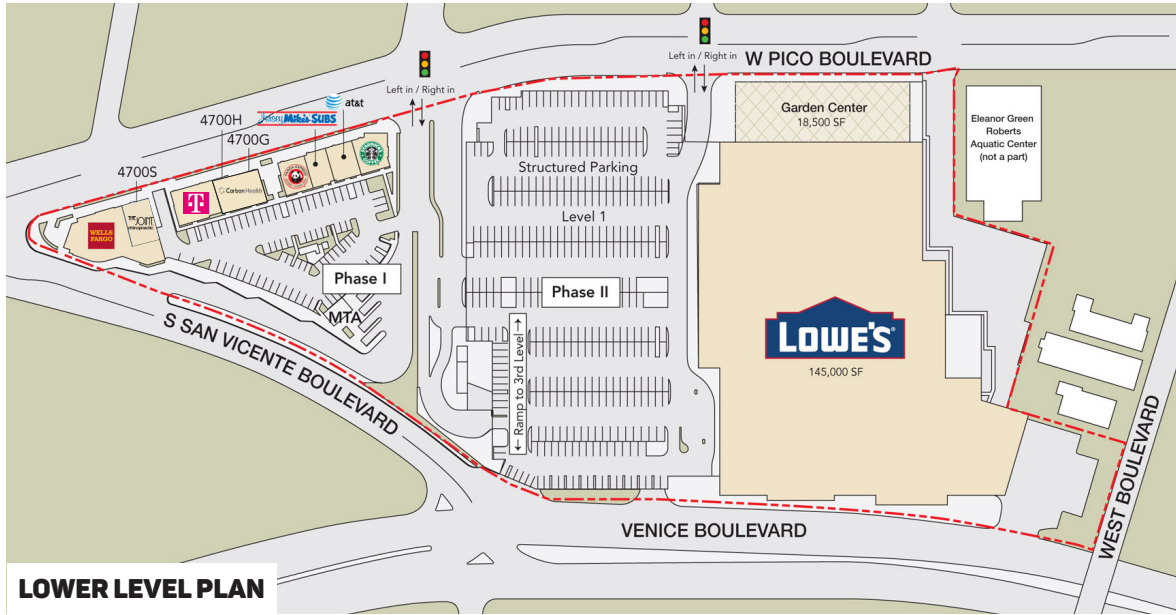 W PICO BOULEVARD
Left in / Right in
Left in / Right in
at&t
Jersey Mike's SUBS
4700H
4700G
4700S
Garden Center
18,500 SF
Eleanor Green
Roberts
Aquatic Center
(not a part)
Structured Parking
Level 1
PANDA EXPRESS
T
CarbonHealth
WELLS
FARGO
THE JOINT
chiropractic
Phase I
Phase II
MTA
S SAN VICENTE BOULEVARD
← Ramp to 3rd Level →
LOWE'S
145,000 SF
VENICE BOULEVARD
WEST BOULEVARD
LOWER LEVEL PLAN